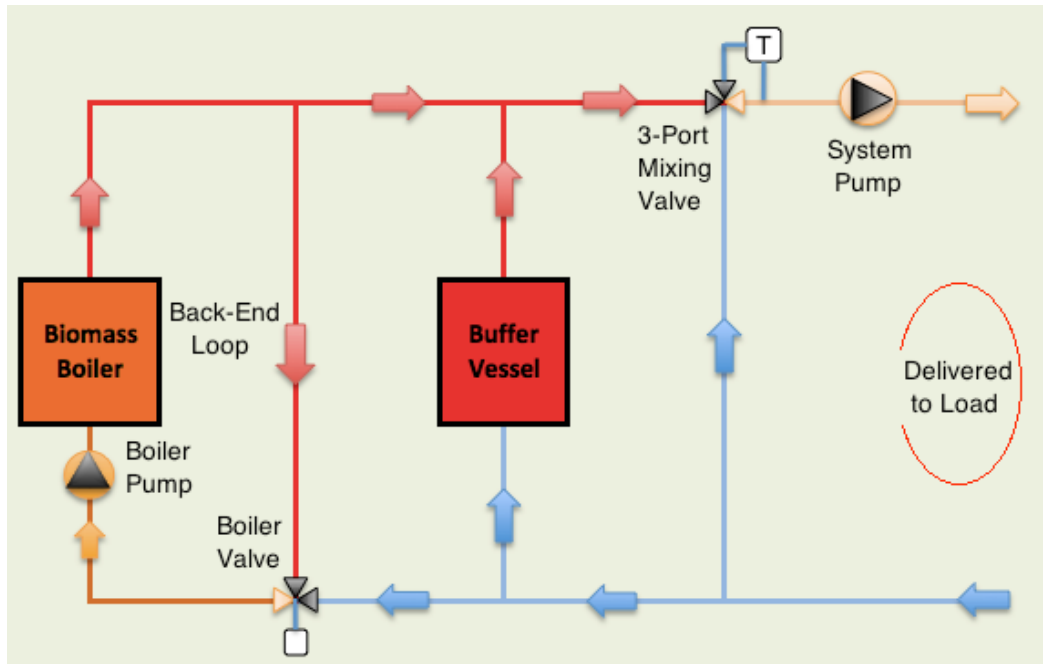 T
3-Port
Mixing
Valve
System
Pump
Biomass
Boiler
Back-End
Loop
Buffer
Vessel
Delivered
to Load
Boiler
Pump
Boiler
Valve